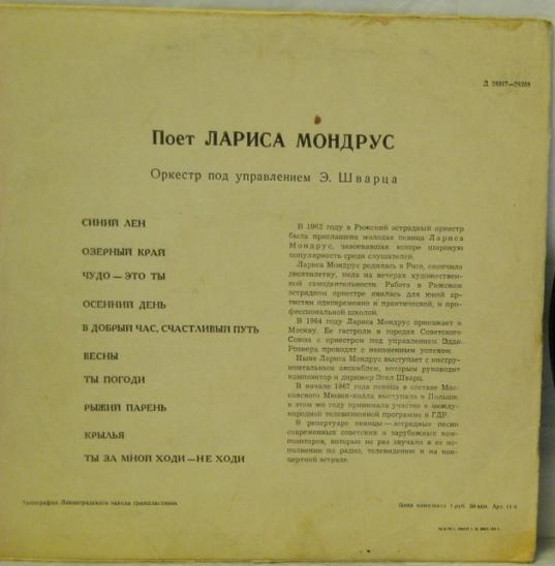 Поет ЛАРИСА МОНДРУС
Оркестр под управлением Э. Шварца
СИНИЙ ЛЕН
ОЗЕРНЫЙ КРАЙ
ЧУДО — ЭТО ТЫ
ОСЕННИЙ ДЕНЬ
В ДОБРЫЙ ЧАС, СЧАСТЛИВЫЙ ПУТЬ
ВЕСНЫ
ТЫ ПОГОДИ
РЫЖИЙ ПАРЕНЬ
КРЫЛЬЯ
ТЫ ЗА МНОЙ ХОДИ — НЕ ХОДИ
В 1962 году в Рижский эстрадный оркестр
была приглашена молодая певица Лариса
Мондрус, завоевавшая вскоре широкую
популярность среди слушателей.
Лариса Мондрус родилась в Риге, окончила
десятилетку, пела на вечерах художествен-
ной самодеятельности. Работа в Рижском
эстрадном оркестре явилась для юной ар-
тистки одновременно и практической, и про-
фессиональной школой.
В 1964 году Лариса Мондрус приезжает в
Москву. Ее гастроли в городах Советского
Союза с оркестром под управлением Эдди
Рознера проходят с неизменным успехом.
Ныне Лариса Мондрус выступает с инстру-
ментальным ансамблем, которым руководит
композитор и дирижер Эгил Шварц.
В начале 1967 года певица в составе Мос-
ковского Мюзик-холла выступала в Польше,
в этом же году принимала участие в между-
народной телевизионной программе в ГДР.
В репертуаре певицы — эстрадные песни
современных советских и зарубежных ком-
позиторов, которые не раз звучали в ее ис-
полнении по радио, телевидению и на кон-
цертной эстраде.
Типография Ленинградского завода грампластинок
Цена конверта